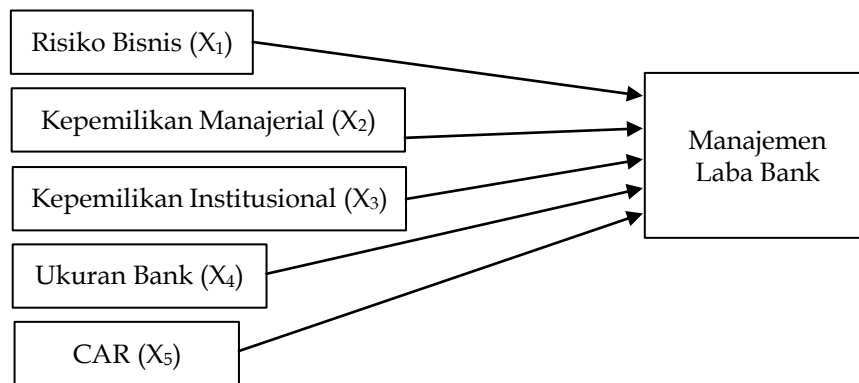 Risiko Bisnis (X₁)
Kepemilikan Manajerial (X₂)
Kepemilikan Institusional (X₃)
Ukuran Bank (X₄)
CAR (X₅)
Manajemen
Laba Bank